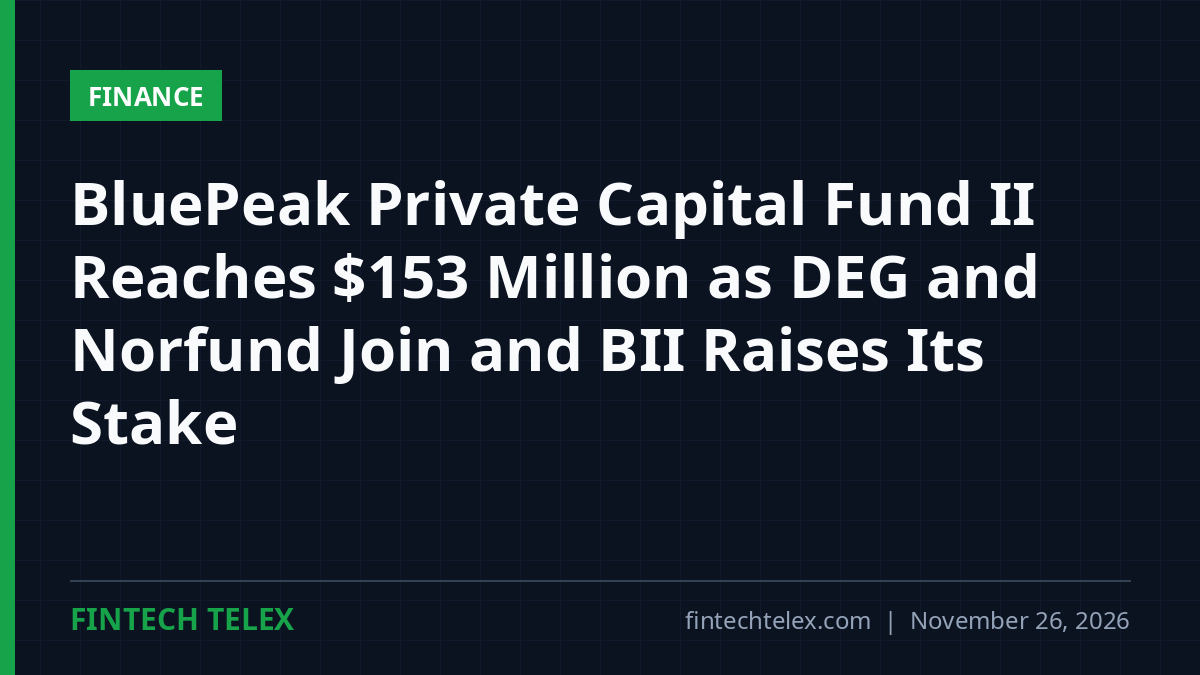 FINANCE
BluePeak Private Capital Fund II
Reaches $153 Million as DEG and
Norfund Join and BII Raises Its
Stake
FINTECH TELEX
fintechtelex.com | November 26, 2026